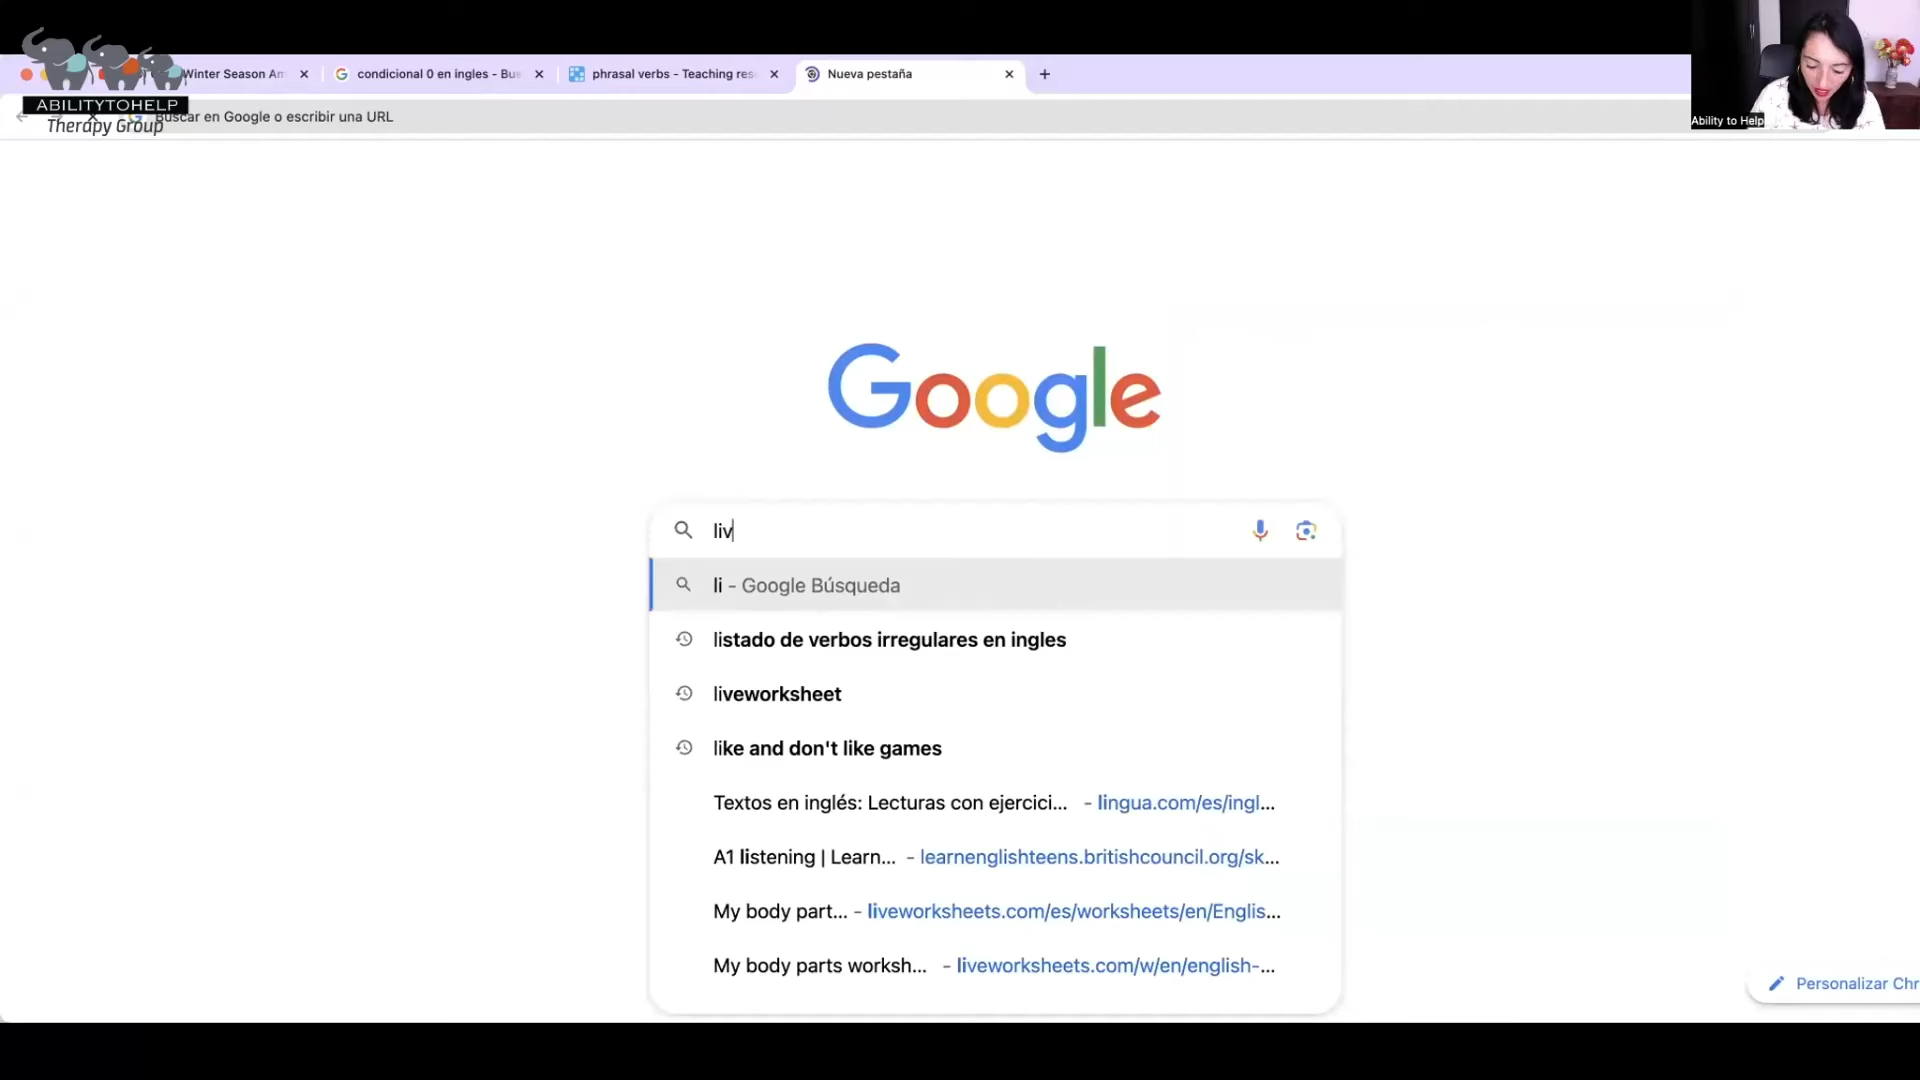 Winter Season An
condicional 0 en ingles - Bus
phrasal verbs - Teaching res
Nueva pestaña
ABILITYTOHELP
Therapy Group
Buscar en Google o escribir una URL
Ability to Help
Google
liv
li - Google Búsqueda
listado de verbos irregulares en ingles
liveworksheet
like and don't like games
Textos en inglés: Lecturas con ejercici... - lingua.com/es/ingl...
A1 listening | Learn... - learnenglishteens.britishcouncil.org/sk...
My body part... - liveworksheets.com/es/worksheets/en/Englis...
My body parts worksh... - liveworksheets.com/w/en/english-...
Personalizar Chr